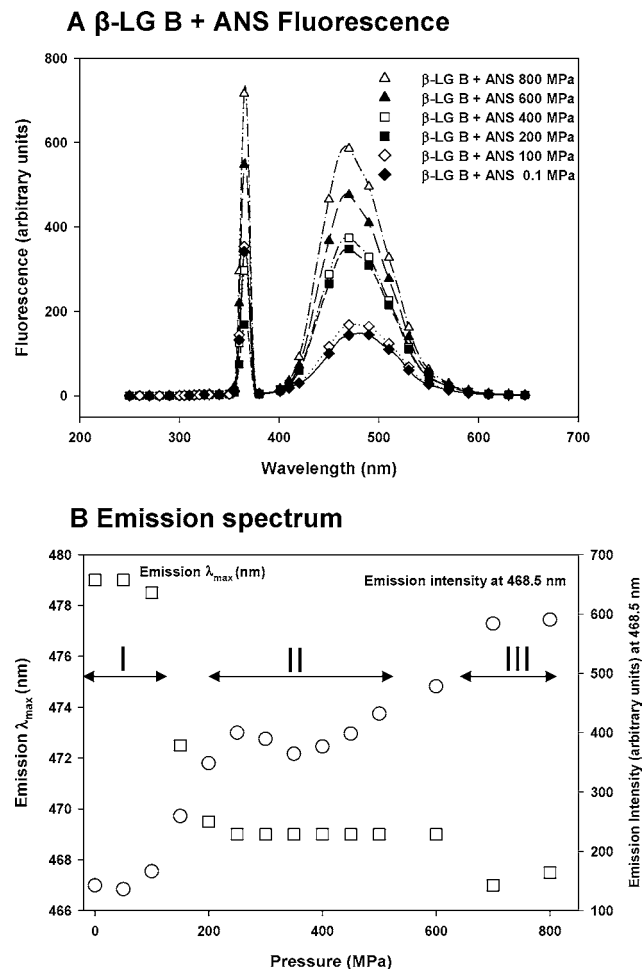 A β-LG B + ANS Fluorescence
800
600
400
200
0
Fluorescence (arbitrary units)
β-LG B + ANS 800 MPa
β-LG B + ANS 600 MPa
β-LG B + ANS 400 MPa
β-LG B + ANS 200 MPa
β-LG B + ANS 100 MPa
β-LG B + ANS 0.1 MPa
200 300 400 500 600 700
Wavelength (nm)
B Emission spectrum
480
478
476
474
472
470
468
466
Emission λmax (nm)
Emission λmax (nm)
Emission intensity at 468.5 nm
I II III
700
600
500
400
300
200
100
Emission Intensity (arbitrary units) at 468.5 nm
0 200 400 600 800
Pressure (MPa)